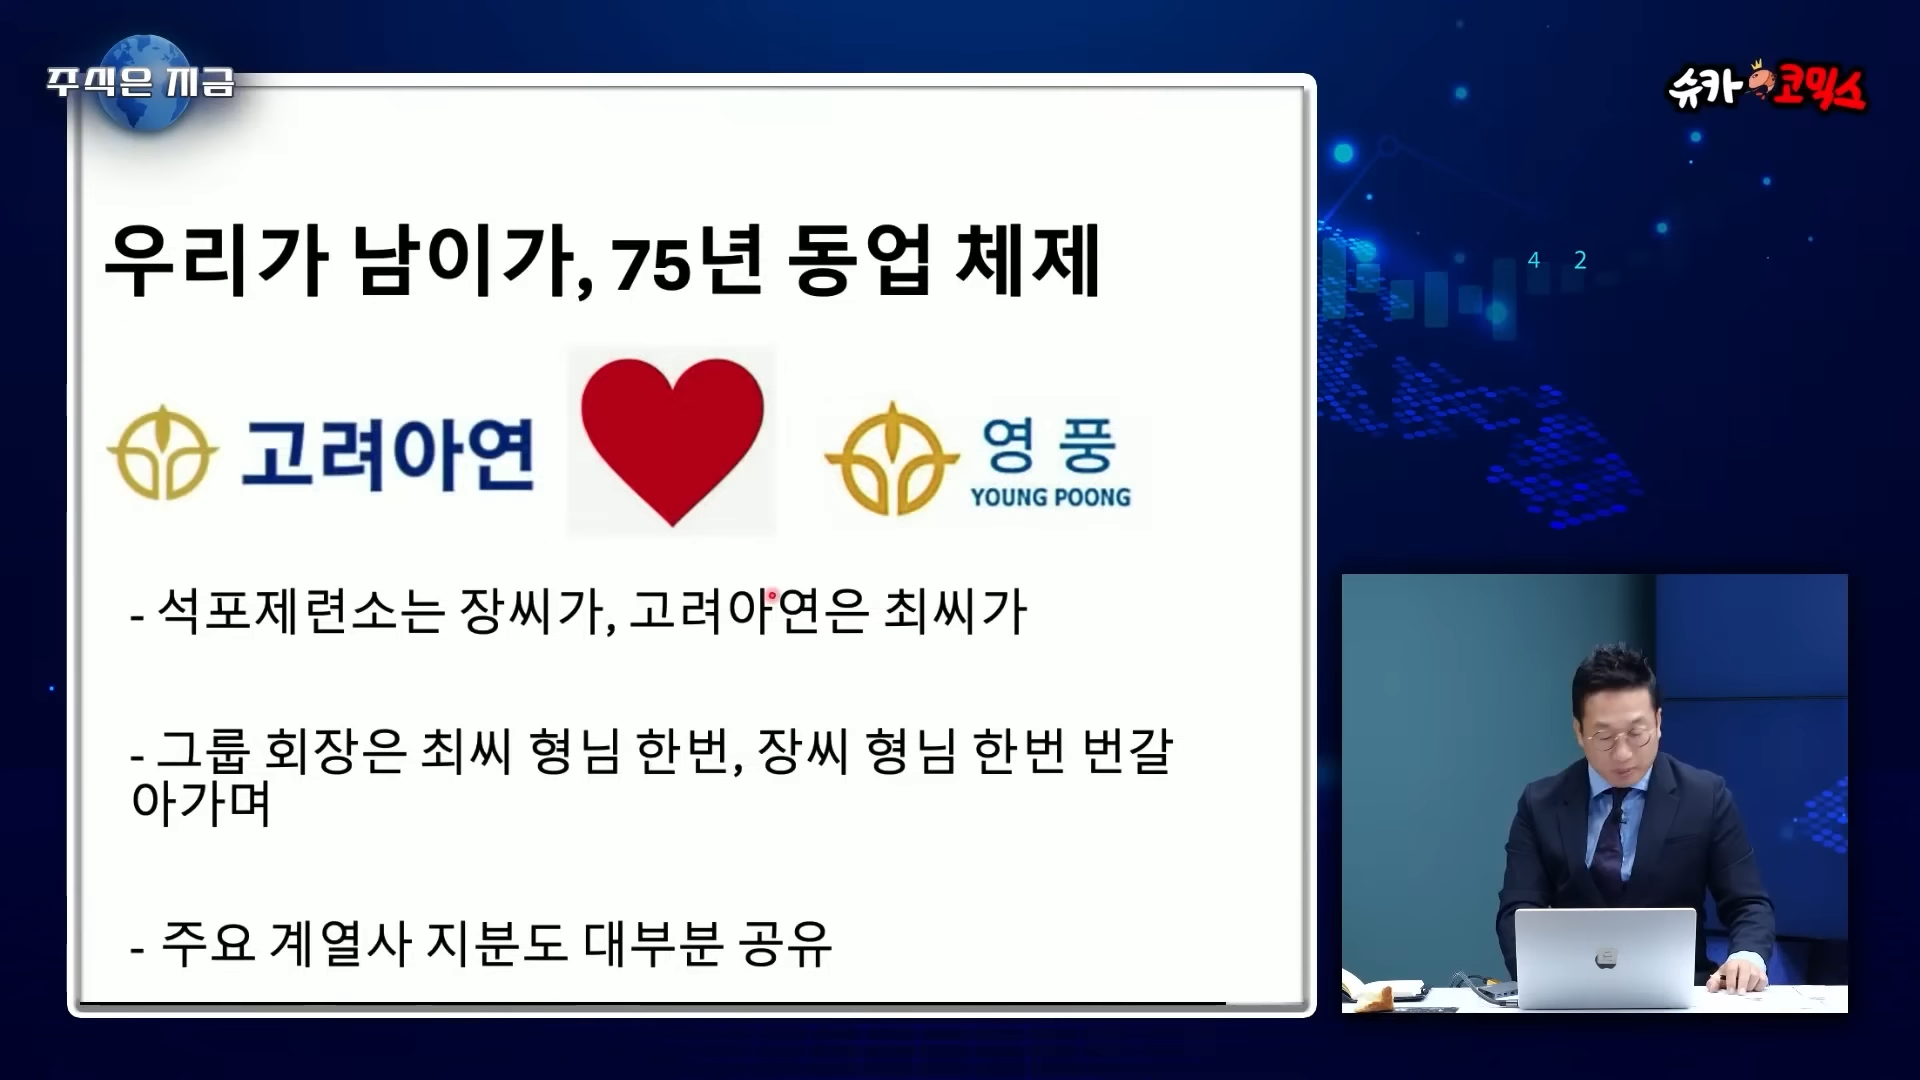 주식은 지금
슈카코믹스
우리가 남이가, 75년 동업 체제
고려아연
영풍
YOUNG POONG
- 석포제련소는 장씨가, 고려아연은 최씨가
- 그룹 회장은 최씨 형님 한번, 장씨 형님 한번 번갈
아가며
- 주요 계열사 지분도 대부분 공유
4 2